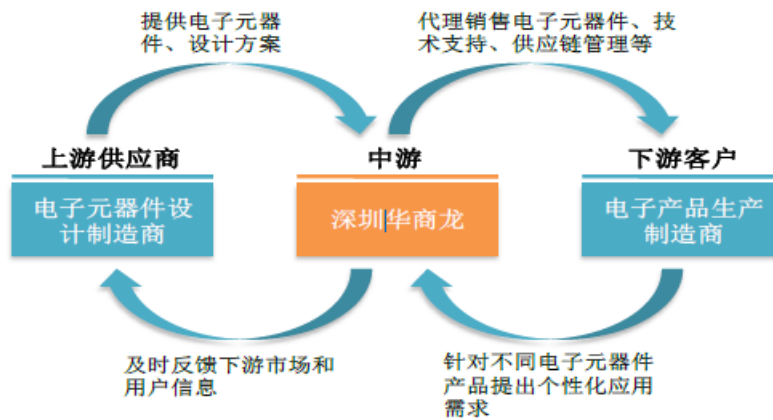 提供电子元器
件、设计方案
代理销售电子元器件、技
术支持、供应链管理等
上游供应商
中游
下游客户
电子元器件设
计制造商
深圳华商龙
电子产品生产
制造商
及时反馈下游市场和
用户信息
针对不同电子元器件
产品提出个性化应用
需求